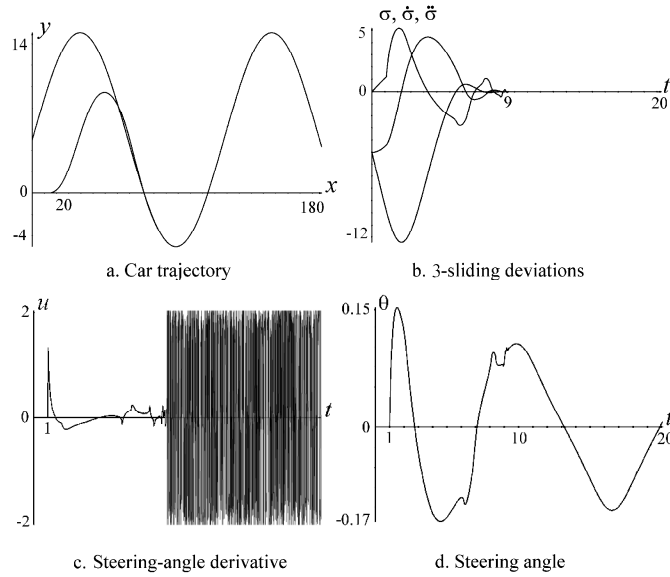 y
14
0
-4
20
180
x
a. Car trajectory
σ, σ̇, σ̈
5
0
-12
9
20
t
b. 3-sliding deviations
u
2
0
-2
1
t
c. Steering-angle derivative
θ
0.15
0
-0.17
1
10
20
t
d. Steering angle